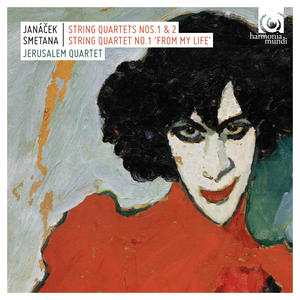 JANÁČEK STRING QUARTETS NOS.1 & 2
SMETANA STRING QUARTET NO.1 'FROM MY LIFE'
JERUSALEM QUARTET
harmonia
mundi